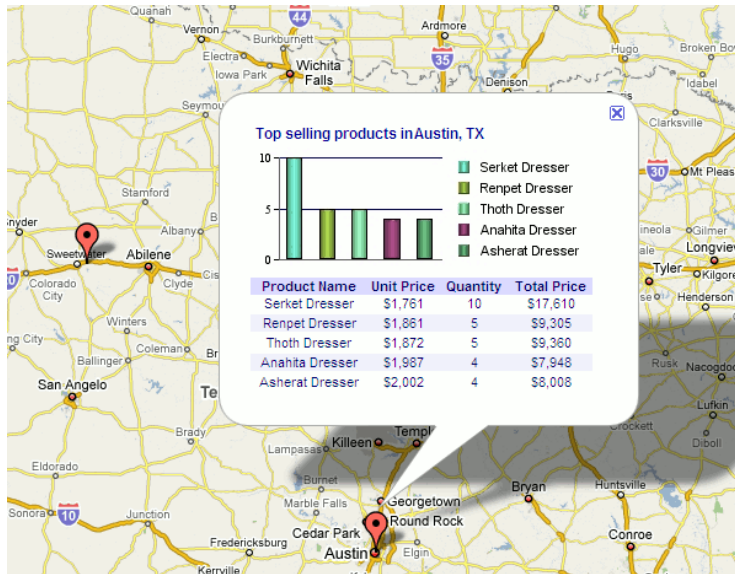 Quanah
44
Vernon
Ardmore
Burkburnett
Electra
35
Hugo
Broken Bow
Wichita
Falls
Iowa Park
Denison
Idabel
Top selling products in Austin, TX
Clarksville
10
Serket Dresser
Renpet Dresser
5
Thoth Dresser
Anahita Dresser
0
Asherat Dresser
30
Stamford
Snyder
Albany
Gilmer
Sweetwater
Abilene
Longview
Tyler
Kilgore
Colorado
City
Clyde
Henderson
Product Name Unit Price Quantity Total Price
Serket Dresser $1,761 10 $17,610
Renpet Dresser $1,861 5 $9,305
Thoth Dresser $1,872 5 $9,360
Anahita Dresser $1,987 4 $7,948
Asherat Dresser $2,002 4 $8,008
Winters
Ballinger
Coleman
Rusk
San Angelo
Lufkin
Crockett
Diboll
Brady
Lampasas
Killeen
Eldorado
Burnet
Bryan
Huntsville
Marble Falls
Georgetown
Sonora
10
Junction
Cedar Park
Round Rock
Fredericksburg
Austin
Elgin
Conroe
Kerrville